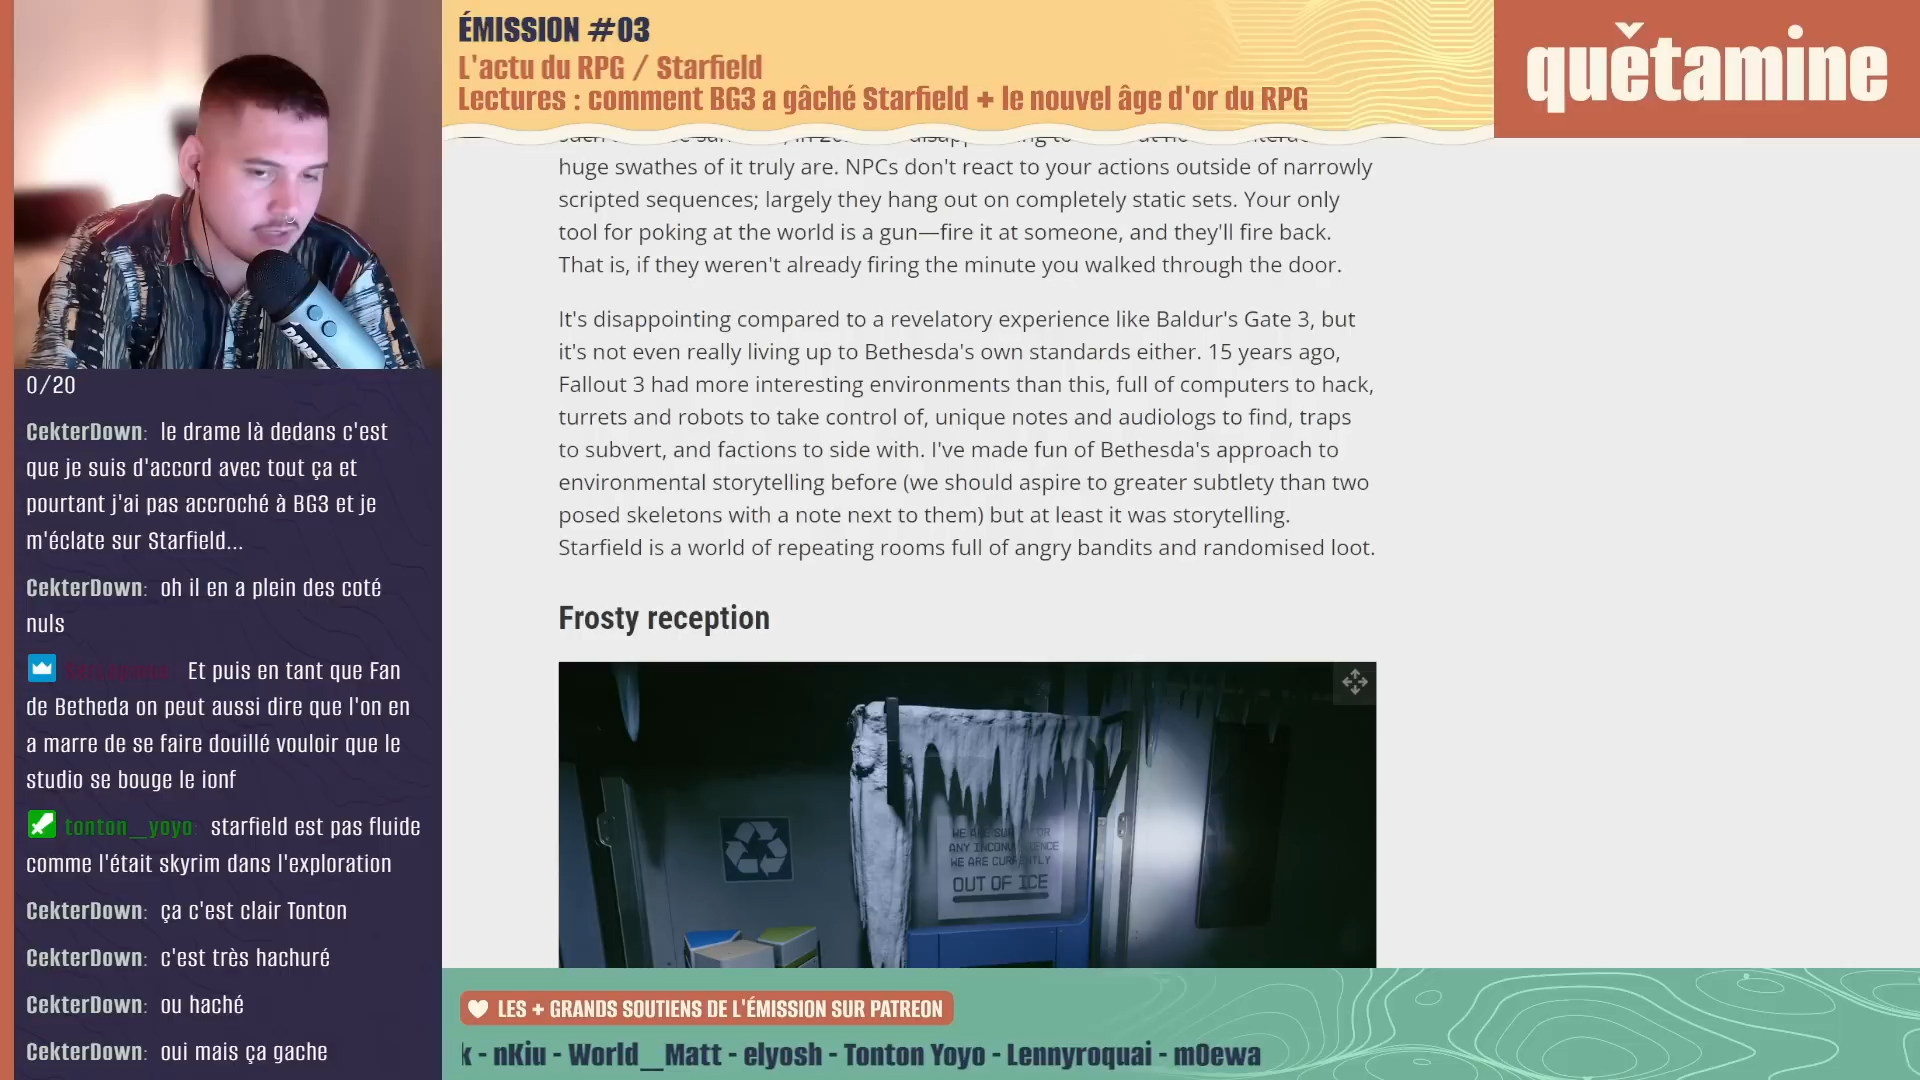 ÉMISSION #03
L'actu du RPG / Starfield
Lectures : comment BG3 a gâché Starfield + le nouvel âge d'or du RPG
quetamine
huge swathes of it truly are. NPCs don't react to your actions outside of narrowly
scripted sequences; largely they hang out on completely static sets. Your only
tool for poking at the world is a gun—fire it at someone, and they'll fire back.
That is, if they weren't already firing the minute you walked through the door.
It's disappointing compared to a revelatory experience like Baldur's Gate 3, but
it's not even really living up to Bethesda's own standards either. 15 years ago,
Fallout 3 had more interesting environments than this, full of computers to hack,
turrets and robots to take control of, unique notes and audiologs to find, traps
to subvert, and factions to side with. I've made fun of Bethesda's approach to
environmental storytelling before (we should aspire to greater subtlety than two
posed skeletons with a note next to them) but at least it was storytelling.
Starfield is a world of repeating rooms full of angry bandits and randomised loot.
Frosty reception
WE ARE
ANY
WE ARE CURRENTLY
OUT OF ICE
0/20
CekterDown: le drame là dedans c'est
que je suis d'accord avec tout ça et
pourtant j'ai pas accroché à BG3 et je
m'éclate sur Starfield...
CekterDown: oh il en a plein des coté
nuls
Et puis en tant que Fan
de Betheda on peut aussi dire que l'on en
a marre de se faire douillé vouloir que le
studio se bouge le ionf
tonton_yoyo: starfield est pas fluide
comme l'était skyrim dans l'exploration
CekterDown: ça c'est clair Tonton
CekterDown: c'est très hachuré
CekterDown: ou haché
CekterDown: oui mais ça gache
LES + GRANDS SOUTIENS DE L'ÉMISSION SUR PATREON
k - nKiu - World_Matt - elyosh - Tonton Yoyo - Lennyroquai - m0ewa